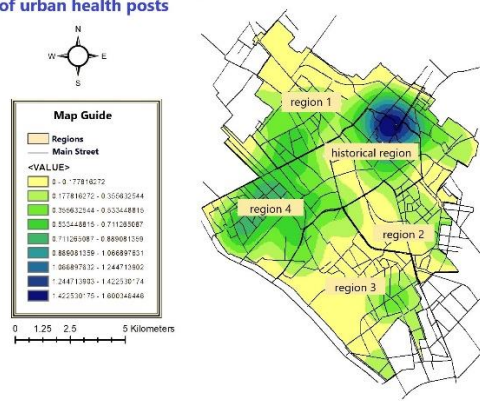 of urban health posts
N
W E
S
Map Guide
Regions
Main Street
<VALUE>
0 - 0.177816272
0.177816272 - 0.355632544
0.355632544 - 0.533448815
0.533448815 - 0.711265087
0.711265087 - 0.889081359
0.889081359 - 1.066897631
1.066897632 - 1.244713902
1.244713903 - 1.422530174
1.422530175 - 1.600346446
0 1.25 2.5 5 Kilometers
region 1
historical region
region 4
region 2
region 3